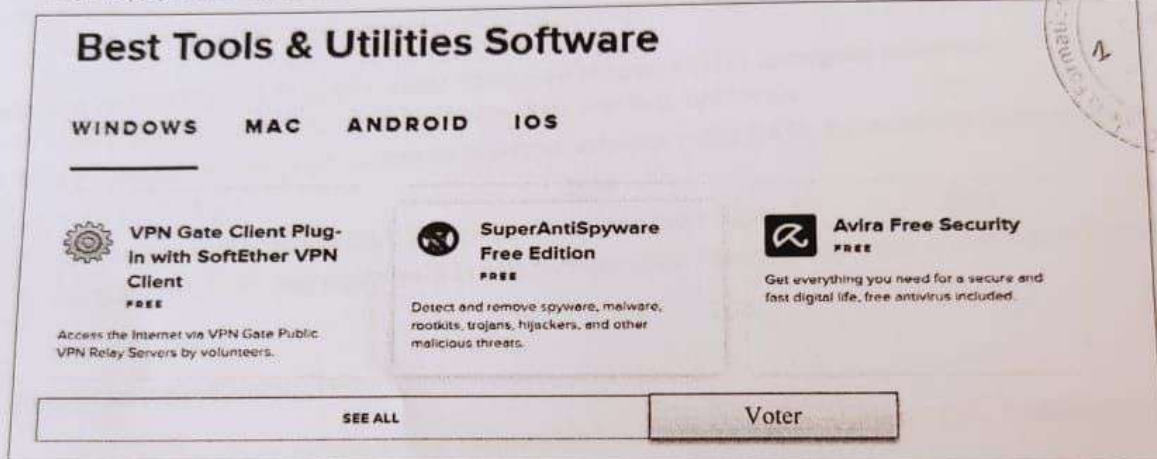 Best Tools & Utilities Software
WINDOWS MAC ANDROID IOS
VPN Gate Client Plug-
in with SoftEther VPN
Client
FREE
Access the Internet via VPN Gate Public
VPN Relay Servers by volunteers.
SuperAntiSpyware
Free Edition
FREE
Detect and remove spyware, malware,
rootkits, trojans, hijackers, and other
malicious threats.
Avira Free Security
FREE
Get everything you need for a secure and
fast digital life, free antivirus included.
SEE ALL
Voter